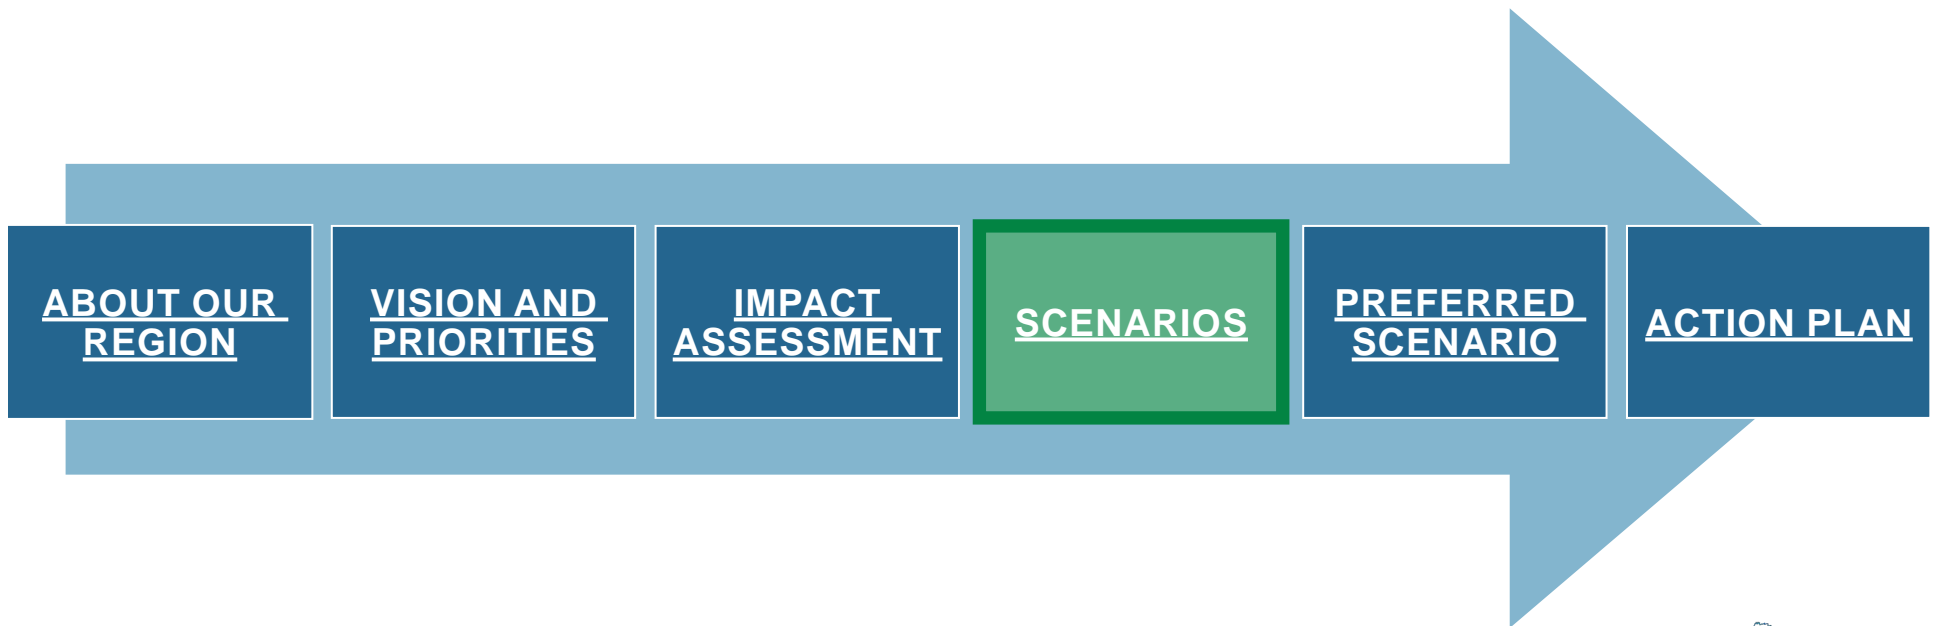 ABOUT OUR
REGION
VISION AND
PRIORITIES
IMPACT
ASSESSMENT
SCENARIOS
PREFERRED
SCENARIO
ACTION PLAN